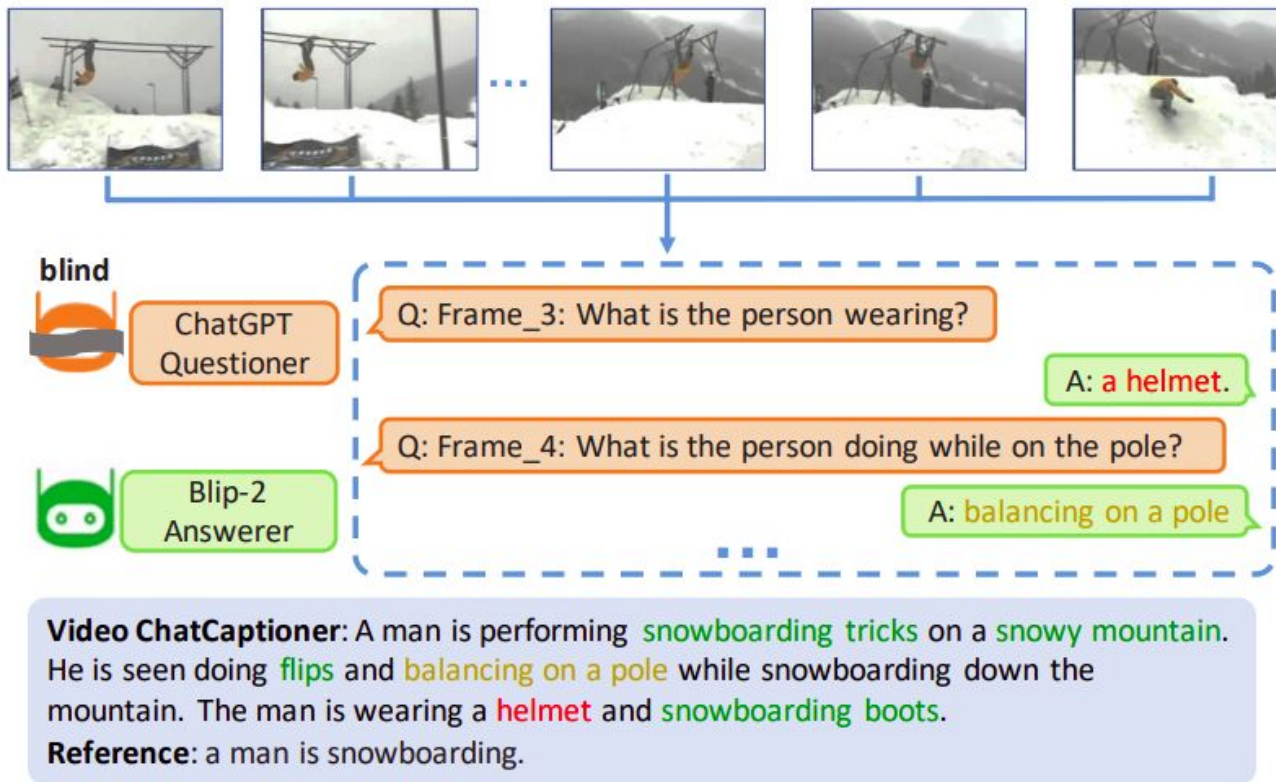 ...
blind
ChatGPT
Questioner
Q: Frame_3: What is the person wearing?
A: a helmet.
Q: Frame_4: What is the person doing while on the pole?
Blip-2
Answerer
A: balancing on a pole
...
Video ChatCaptioner: A man is performing snowboarding tricks on a snowy mountain.
He is seen doing flips and balancing on a pole while snowboarding down the
mountain. The man is wearing a helmet and snowboarding boots.
Reference: a man is snowboarding.